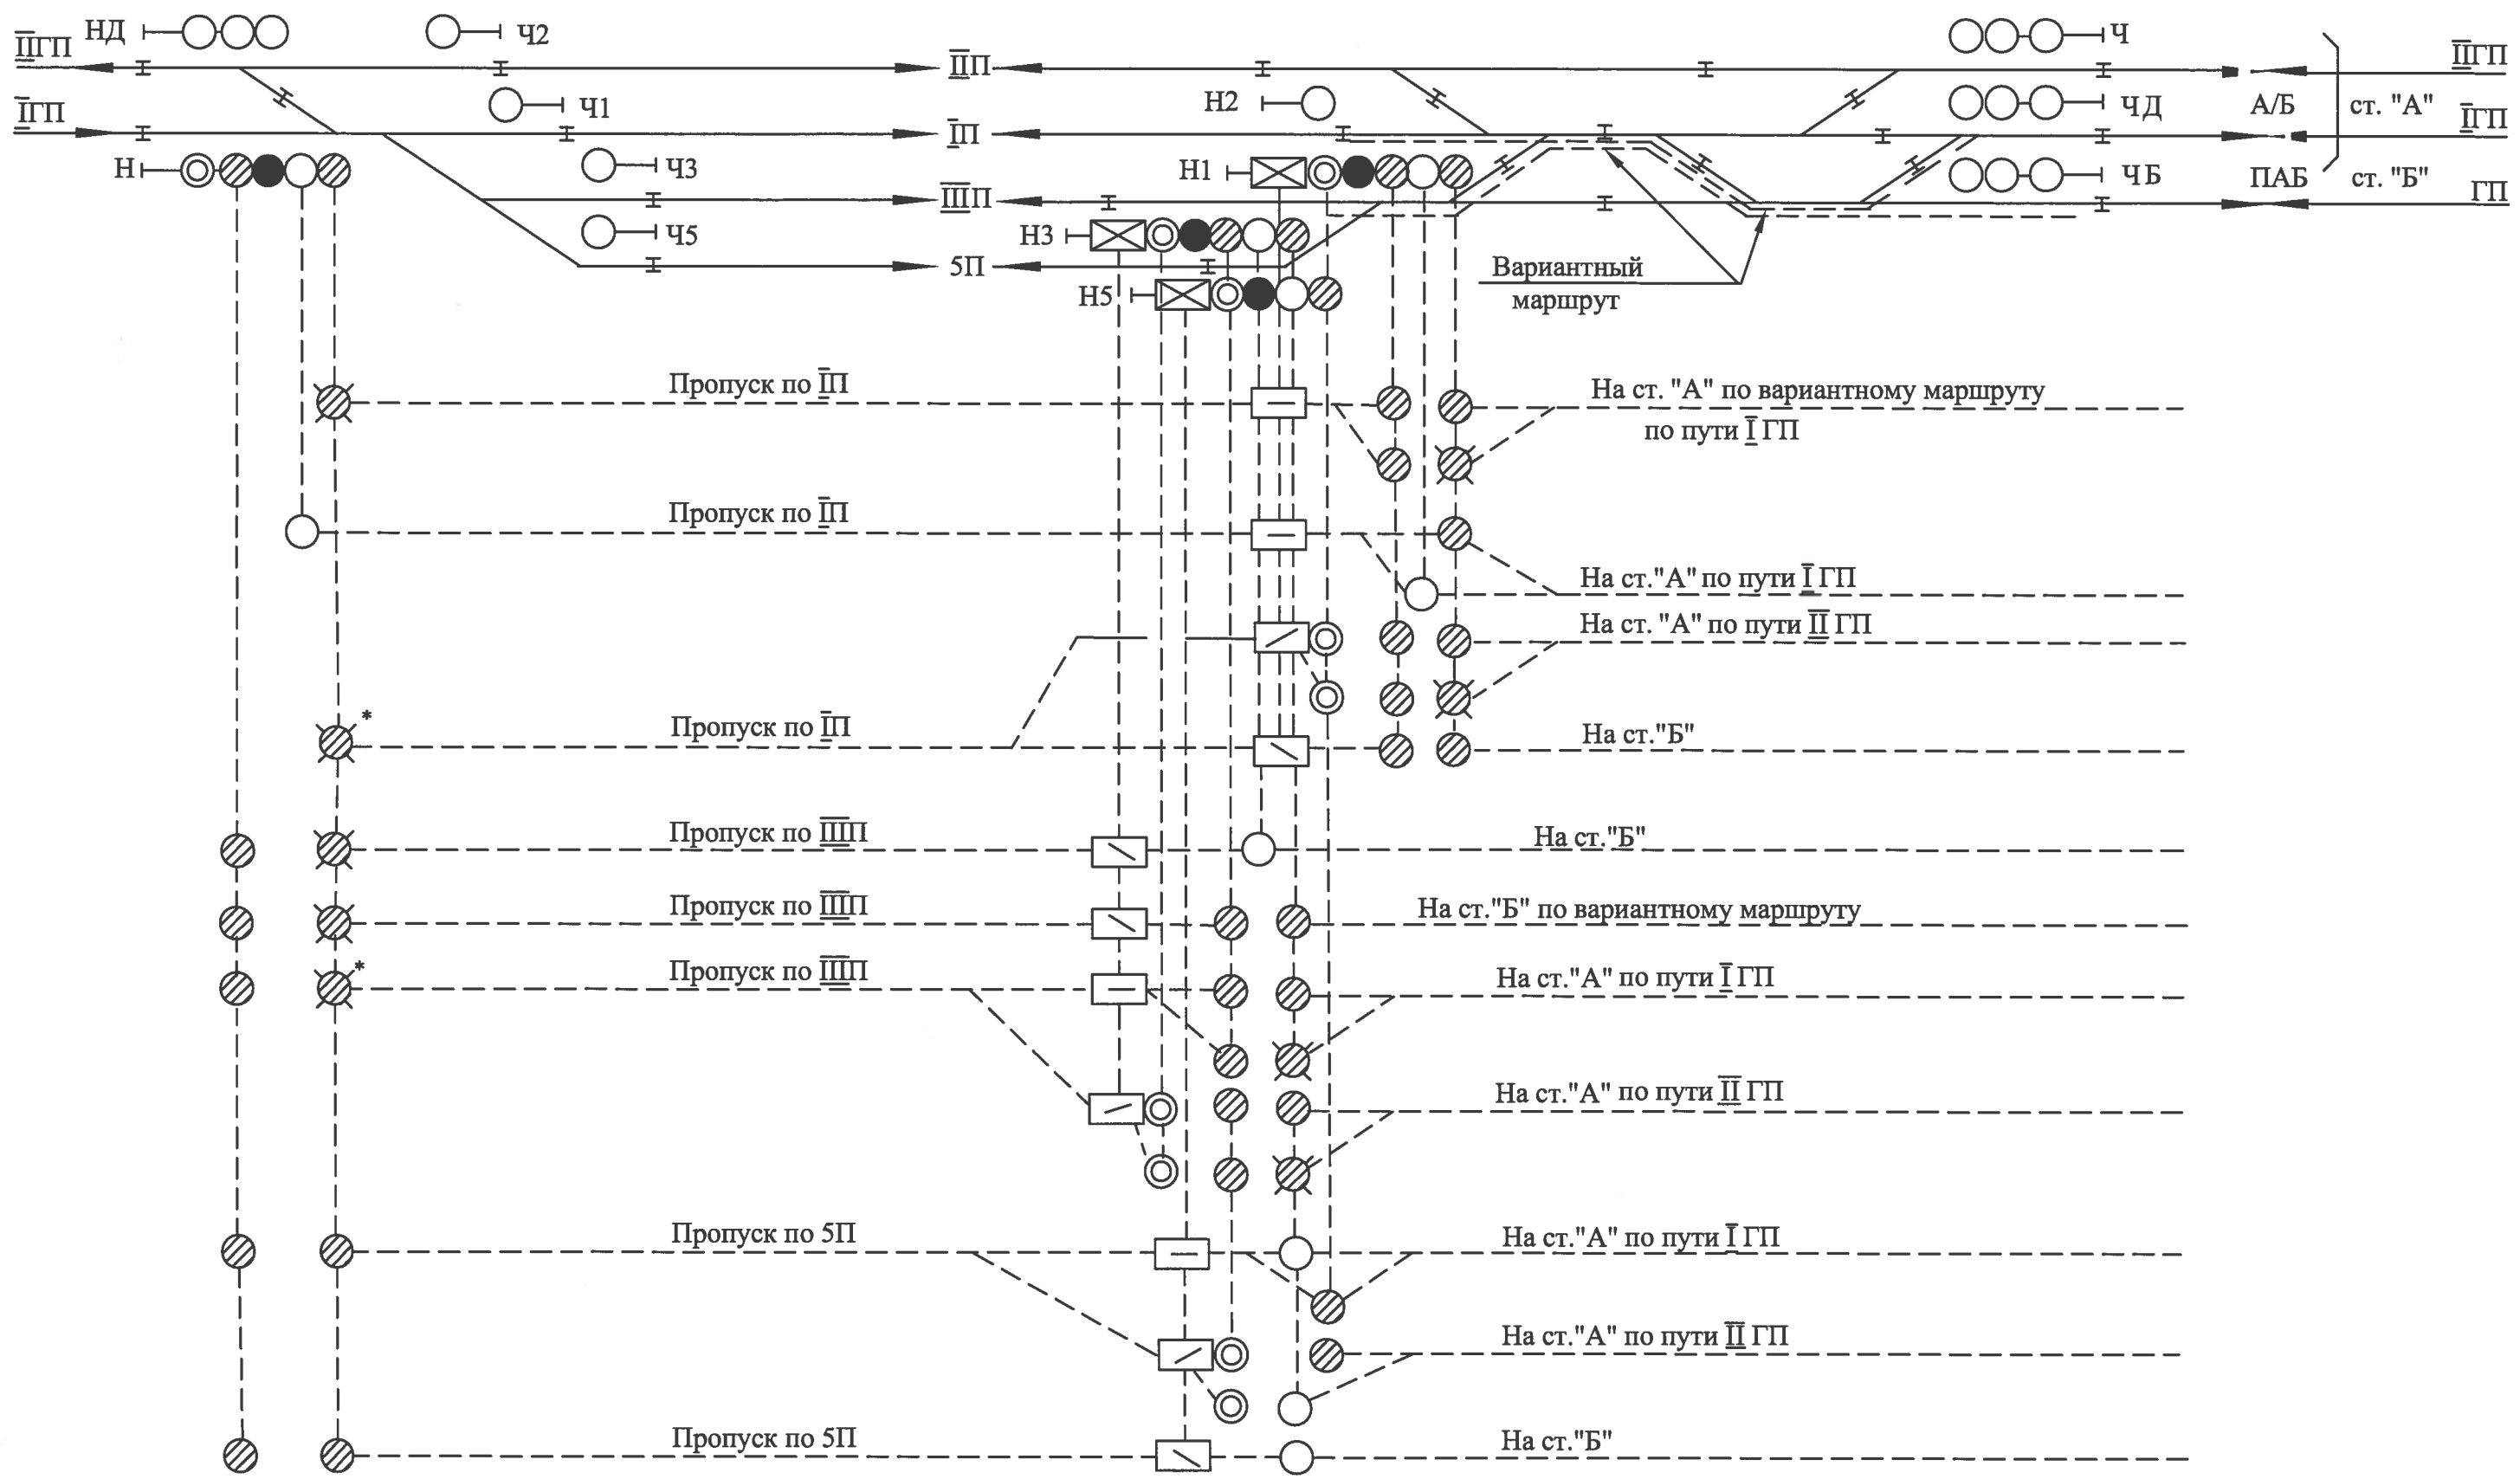 НД Ч2 Ч
IIГП IIП IIГП
Ч1 Н2 ЧД А/Б ст. "А"
IГП IП IГП
Н Ч3 Н1 ЧБ ПАБ ст. "Б"
IIIП ГП
Н3 Ч5
5П
Вариантный
маршрут
Н5
Пропуск по IП
На ст. "А" по вариантному маршруту
по пути I ГП
Пропуск по IП
На ст."А" по пути I ГП
На ст. "А" по пути II ГП
*
Пропуск по IП
На ст."Б"
Пропуск по IIIП
На ст."Б"
Пропуск по IIIП
На ст."Б" по вариантному маршруту
*
Пропуск по IIIП
На ст."А" по пути I ГП
На ст."А" по пути II ГП
Пропуск по 5П
На ст."А" по пути I ГП
На ст."А" по пути II ГП
Пропуск по 5П
На ст."Б"